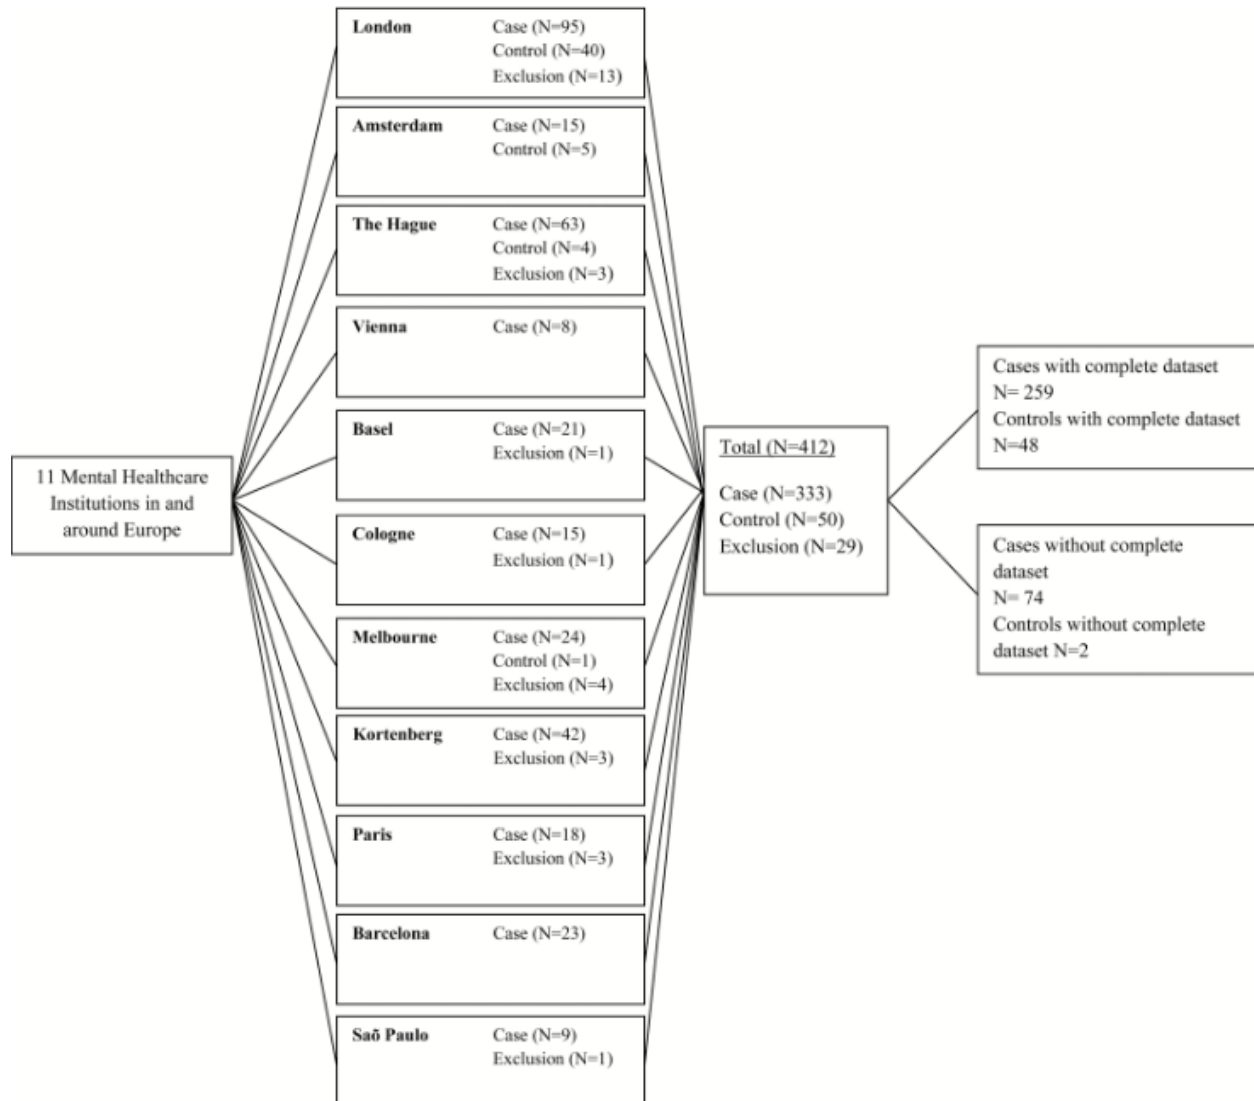 11 Mental Healthcare
Institutions in and
around Europe
London Case (N=95)
Control (N=40)
Exclusion (N=13)
Amsterdam Case (N=15)
Control (N=5)
The Hague Case (N=63)
Control (N=4)
Exclusion (N=3)
Vienna Case (N=8)
Basel Case (N=21)
Exclusion (N=1)
Cologne Case (N=15)
Exclusion (N=1)
Melbourne Case (N=24)
Control (N=1)
Exclusion (N=4)
Kortenberg Case (N=42)
Exclusion (N=3)
Paris Case (N=18)
Exclusion (N=3)
Barcelona Case (N=23)
Saõ Paulo Case (N=9)
Exclusion (N=1)
Total (N=412)
Case (N=333)
Control (N=50)
Exclusion (N=29)
Cases with complete dataset
N= 259
Controls with complete dataset
N=48
Cases without complete
dataset
N= 74
Controls without complete
dataset N=2